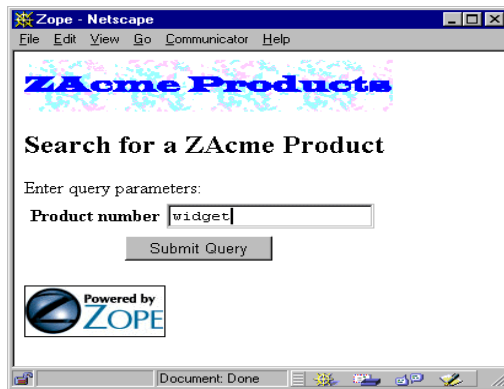 Zope - Netscape
File Edit View Go Communicator Help
ZAcme Products
Search for a ZAcme Product
Enter query parameters:
Product number widget
Submit Query
Powered by
ZOPE
Document: Done